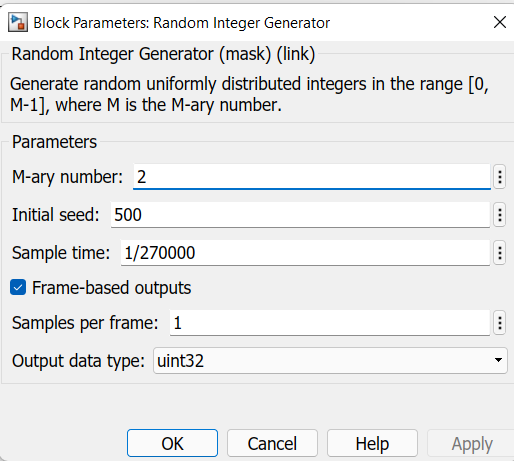 Block Parameters: Random Integer Generator
Random Integer Generator (mask) (link)
Generate random uniformly distributed integers in the range [0,
M-1], where M is the M-ary number.
Parameters
M-ary number: 2
Initial seed: 500
Sample time: 1/270000
Frame-based outputs
Samples per frame: 1
Output data type: uint32
OK Cancel Help Apply